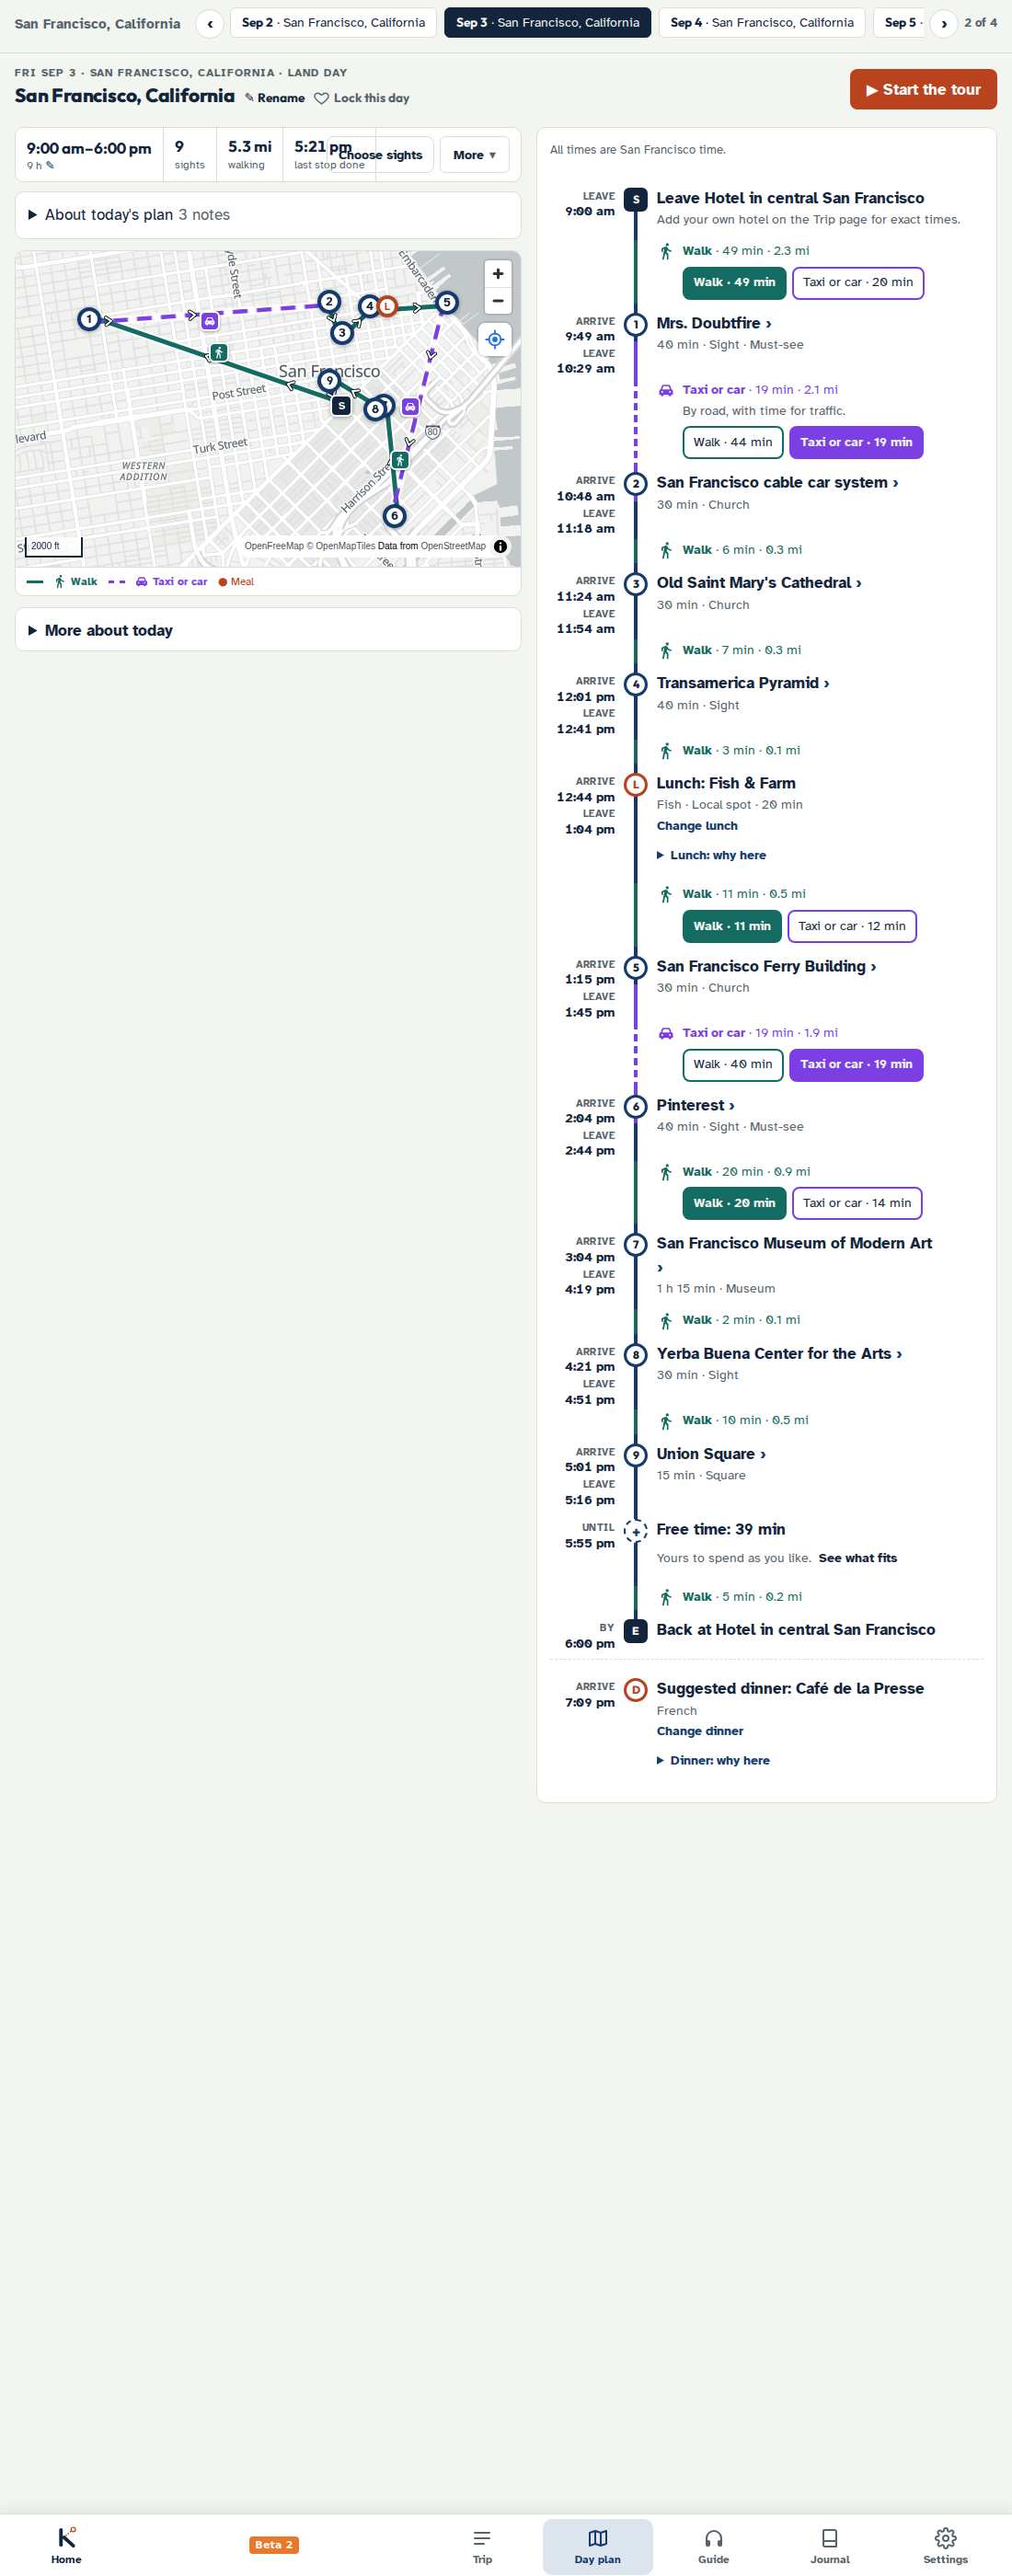 San Francisco, California
‹
Sep 2 · San Francisco, California
Sep 3 · San Francisco, California
Sep 4 · San Francisco, California
Sep 5 ·
›
2 of 4
FRI SEP 3 · SAN FRANCISCO, CALIFORNIA · LAND DAY
San Francisco, California
✎ Rename
Lock this day
▶ Start the tour
9:00 am–6:00 pm
9 h ✎
9
sights
5.3 mi
walking
5:21 pm
last stop done
Choose sights
More ▾
▶ About today's plan 3 notes
yde Street
Embarcader
San Francisco
Post Street
Turk Street
levard
WESTERN
ADDITION
Harrison Stre
80
1
2
3
4
L
5
9
S
8
6
+
−
2000 ft
OpenFreeMap © OpenMapTiles Data from OpenStreetMap
Walk
Taxi or car
Meal
▶ More about today
All times are San Francisco time.
LEAVE
9:00 am
S
Leave Hotel in central San Francisco
Add your own hotel on the Trip page for exact times.
Walk · 49 min · 2.3 mi
Walk · 49 min
Taxi or car · 20 min
ARRIVE
9:49 am
LEAVE
10:29 am
1
Mrs. Doubtfire ›
40 min · Sight · Must-see
Taxi or car · 19 min · 2.1 mi
By road, with time for traffic.
Walk · 44 min
Taxi or car · 19 min
ARRIVE
10:48 am
LEAVE
11:18 am
2
San Francisco cable car system ›
30 min · Church
Walk · 6 min · 0.3 mi
ARRIVE
11:24 am
LEAVE
11:54 am
3
Old Saint Mary's Cathedral ›
30 min · Church
Walk · 7 min · 0.3 mi
ARRIVE
12:01 pm
LEAVE
12:41 pm
4
Transamerica Pyramid ›
40 min · Sight
Walk · 3 min · 0.1 mi
ARRIVE
12:44 pm
LEAVE
1:04 pm
L
Lunch: Fish & Farm
Fish · Local spot · 20 min
Change lunch
▶ Lunch: why here
Walk · 11 min · 0.5 mi
Walk · 11 min
Taxi or car · 12 min
ARRIVE
1:15 pm
LEAVE
1:45 pm
5
San Francisco Ferry Building ›
30 min · Church
Taxi or car · 19 min · 1.9 mi
Walk · 40 min
Taxi or car · 19 min
ARRIVE
2:04 pm
LEAVE
2:44 pm
6
Pinterest ›
40 min · Sight · Must-see
Walk · 20 min · 0.9 mi
Walk · 20 min
Taxi or car · 14 min
ARRIVE
3:04 pm
LEAVE
4:19 pm
7
San Francisco Museum of Modern Art
›
1 h 15 min · Museum
Walk · 2 min · 0.1 mi
ARRIVE
4:21 pm
LEAVE
4:51 pm
8
Yerba Buena Center for the Arts ›
30 min · Sight
Walk · 10 min · 0.5 mi
ARRIVE
5:01 pm
LEAVE
5:16 pm
9
Union Square ›
15 min · Square
UNTIL
5:55 pm
+
Free time: 39 min
Yours to spend as you like. See what fits
Walk · 5 min · 0.2 mi
BY
6:00 pm
E
Back at Hotel in central San Francisco
ARRIVE
7:09 pm
D
Suggested dinner: Café de la Presse
French
Change dinner
▶ Dinner: why here
Home
Beta 2
Trip
Day plan
Guide
Journal
Settings